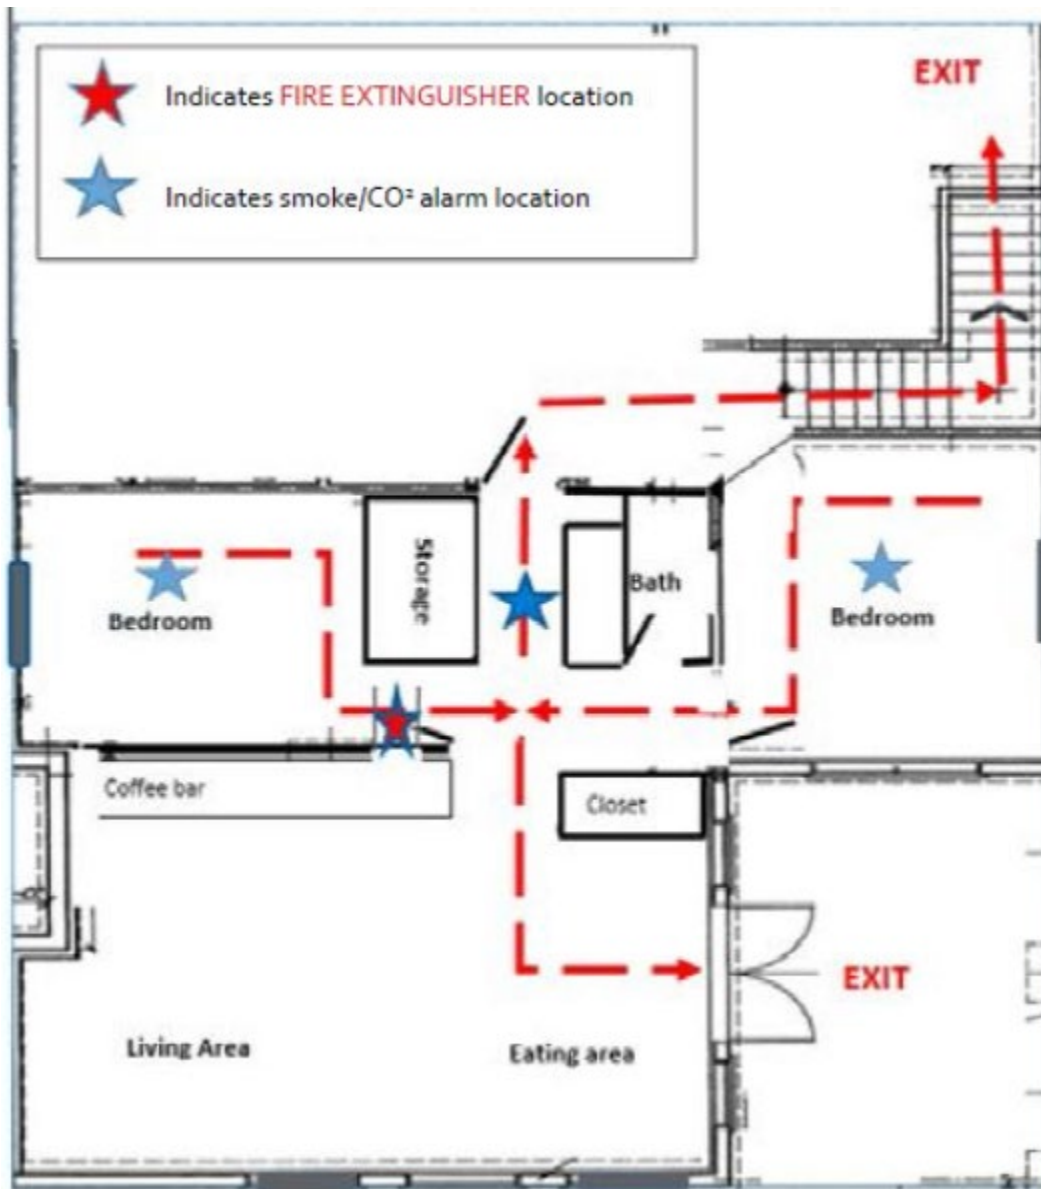 EXIT
Indicates FIRE EXTINGUISHER location
Indicates smoke/CO² alarm location
Storage
Bath
Bedroom
Bedroom
Coffee bar
Closet
EXIT
Living Area
Eating area